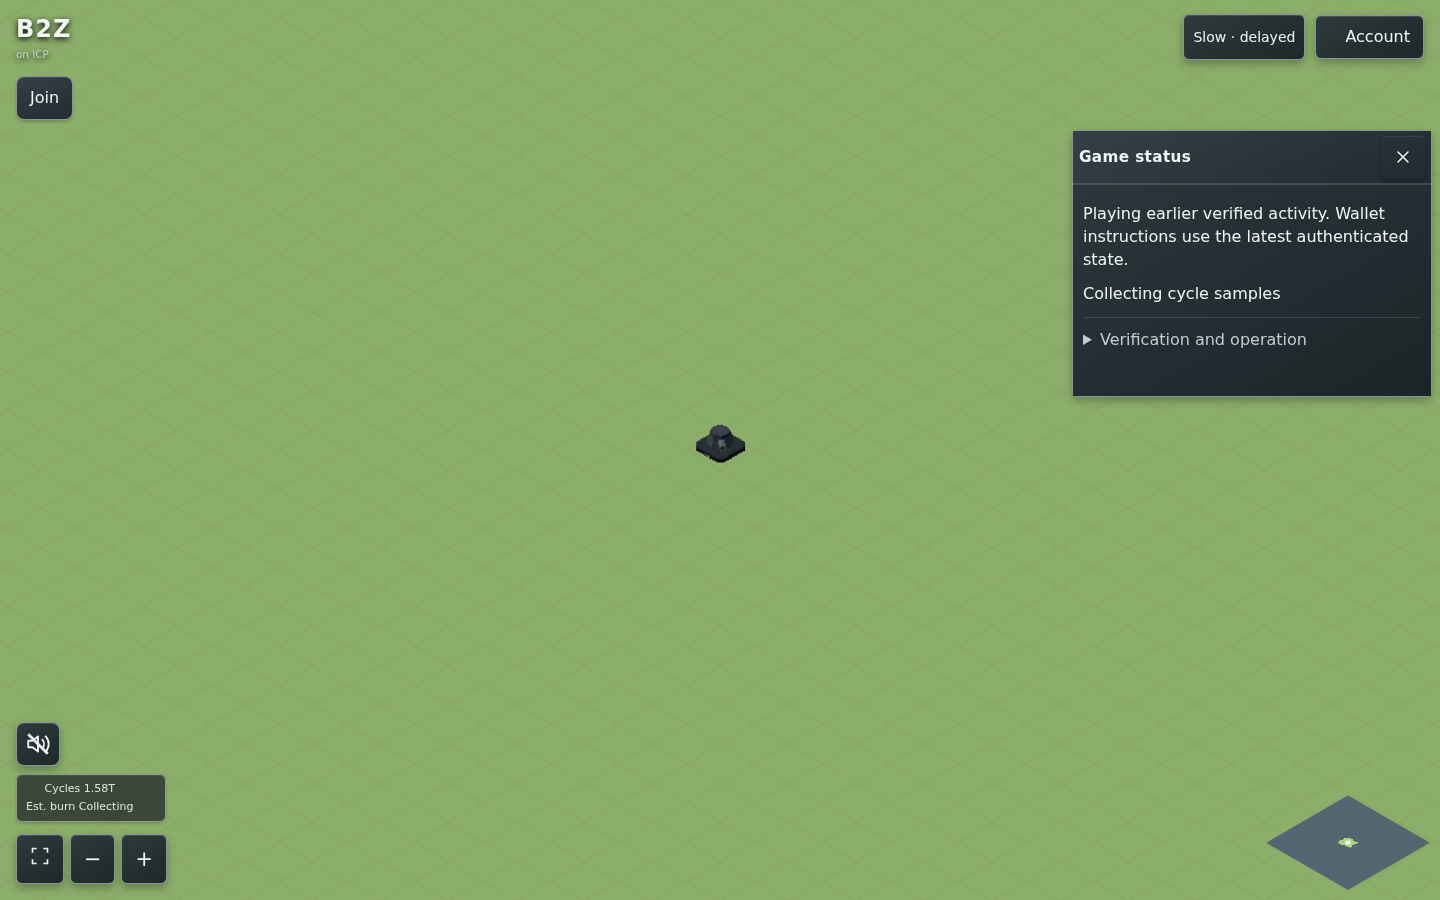 B2Z
on ICP
Join
Slow · delayed
Account
Game status
Playing earlier verified activity. Wallet
instructions use the latest authenticated
state.
Collecting cycle samples
Verification and operation
Cycles 1.58T
Est. burn Collecting